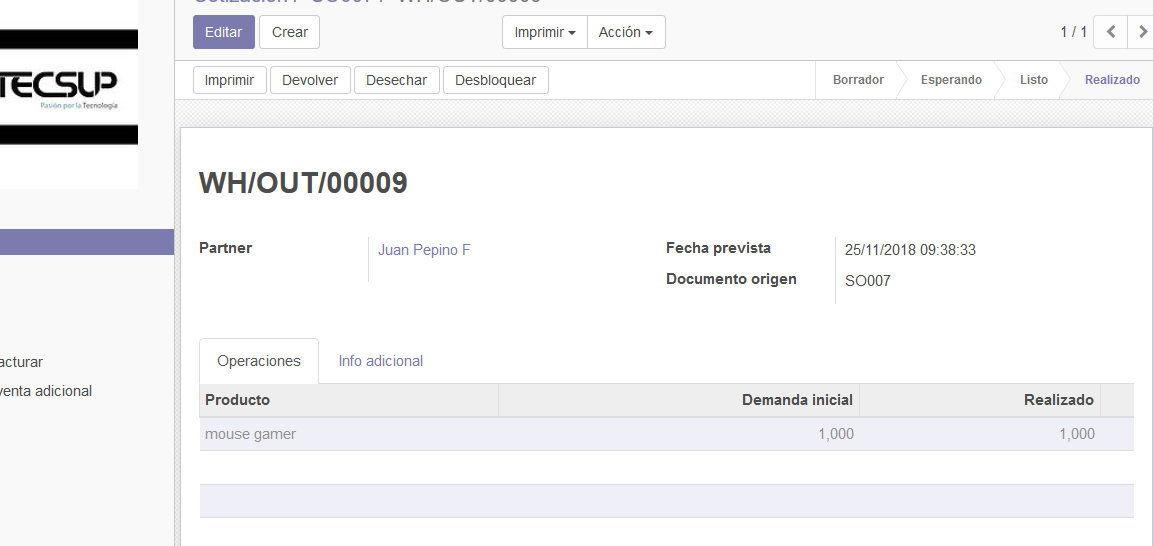 Editar Crear Imprimir Acción 1 / 1
Imprimir Devolver Desechar Desbloquear Borrador Esperando Listo Realizado
TECSUP
Pasión por la Tecnología
WH/OUT/00009
Partner Juan Pepino F Fecha prevista 25/11/2018 09:38:33
Documento origen SO007
acturar
venta adicional
Operaciones Info adicional
Producto Demanda inicial Realizado
mouse gamer 1,000 1,000